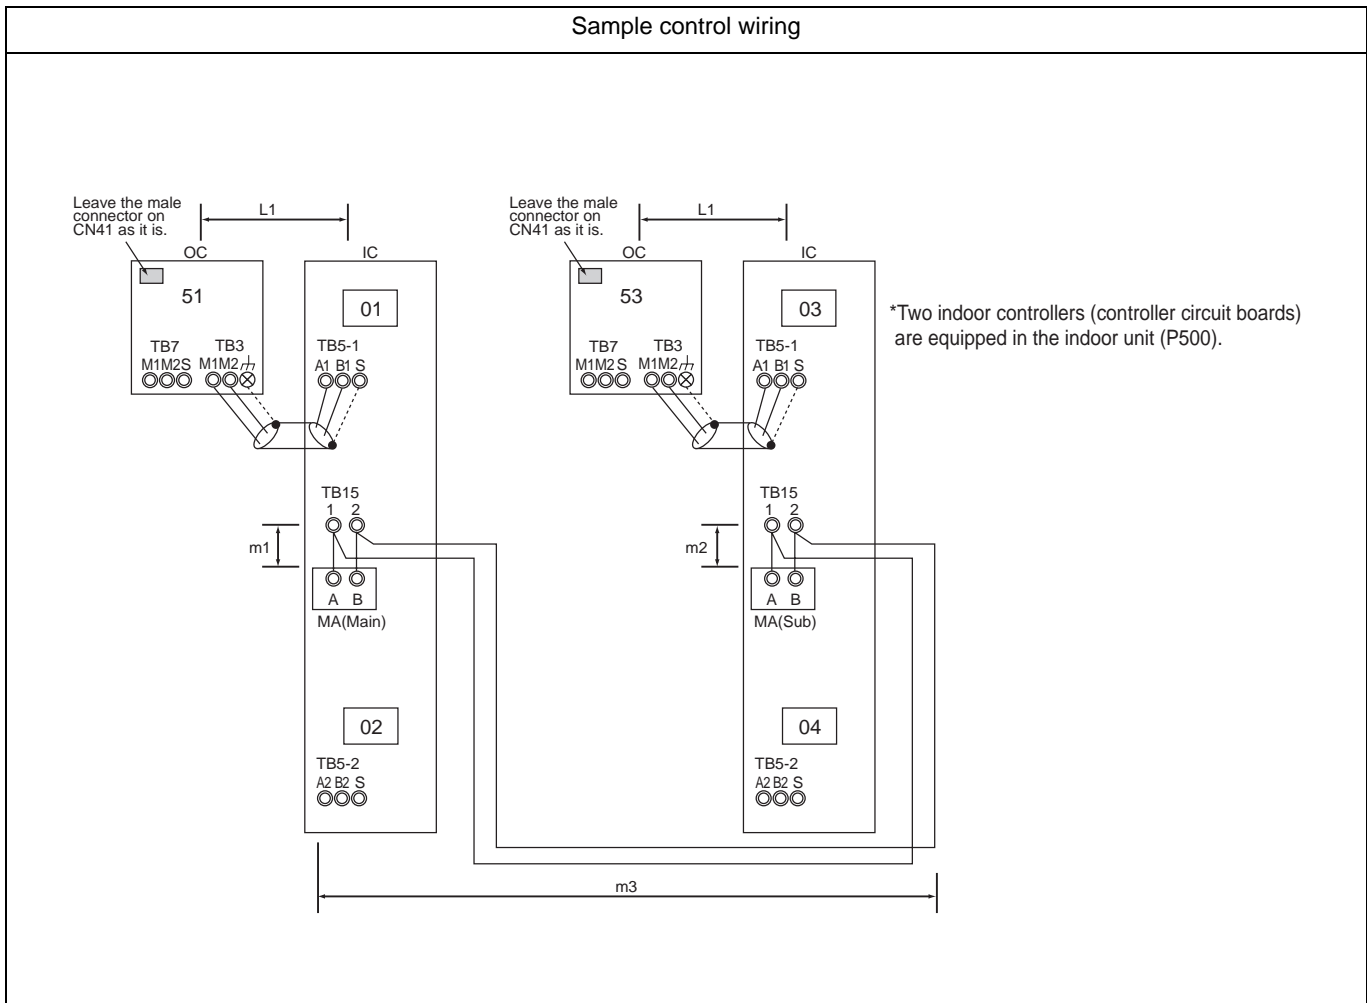 Sample control wiring
Leave the male
connector on
CN41 as it is.
L1
OC
IC
51
01
TB7
TB3
TB5-1
M1M2S
M1M2
A1 B1 S
TB15
1 2
m1
A B
MA(Main)
02
TB5-2
A2 B2 S
Leave the male
connector on
CN41 as it is.
L1
OC
IC
53
03
TB7
TB3
TB5-1
M1M2S
M1M2
A1 B1 S
TB15
1 2
m2
A B
MA(Sub)
04
TB5-2
A2 B2 S
*Two indoor controllers (controller circuit boards)
are equipped in the indoor unit (P500).
m3